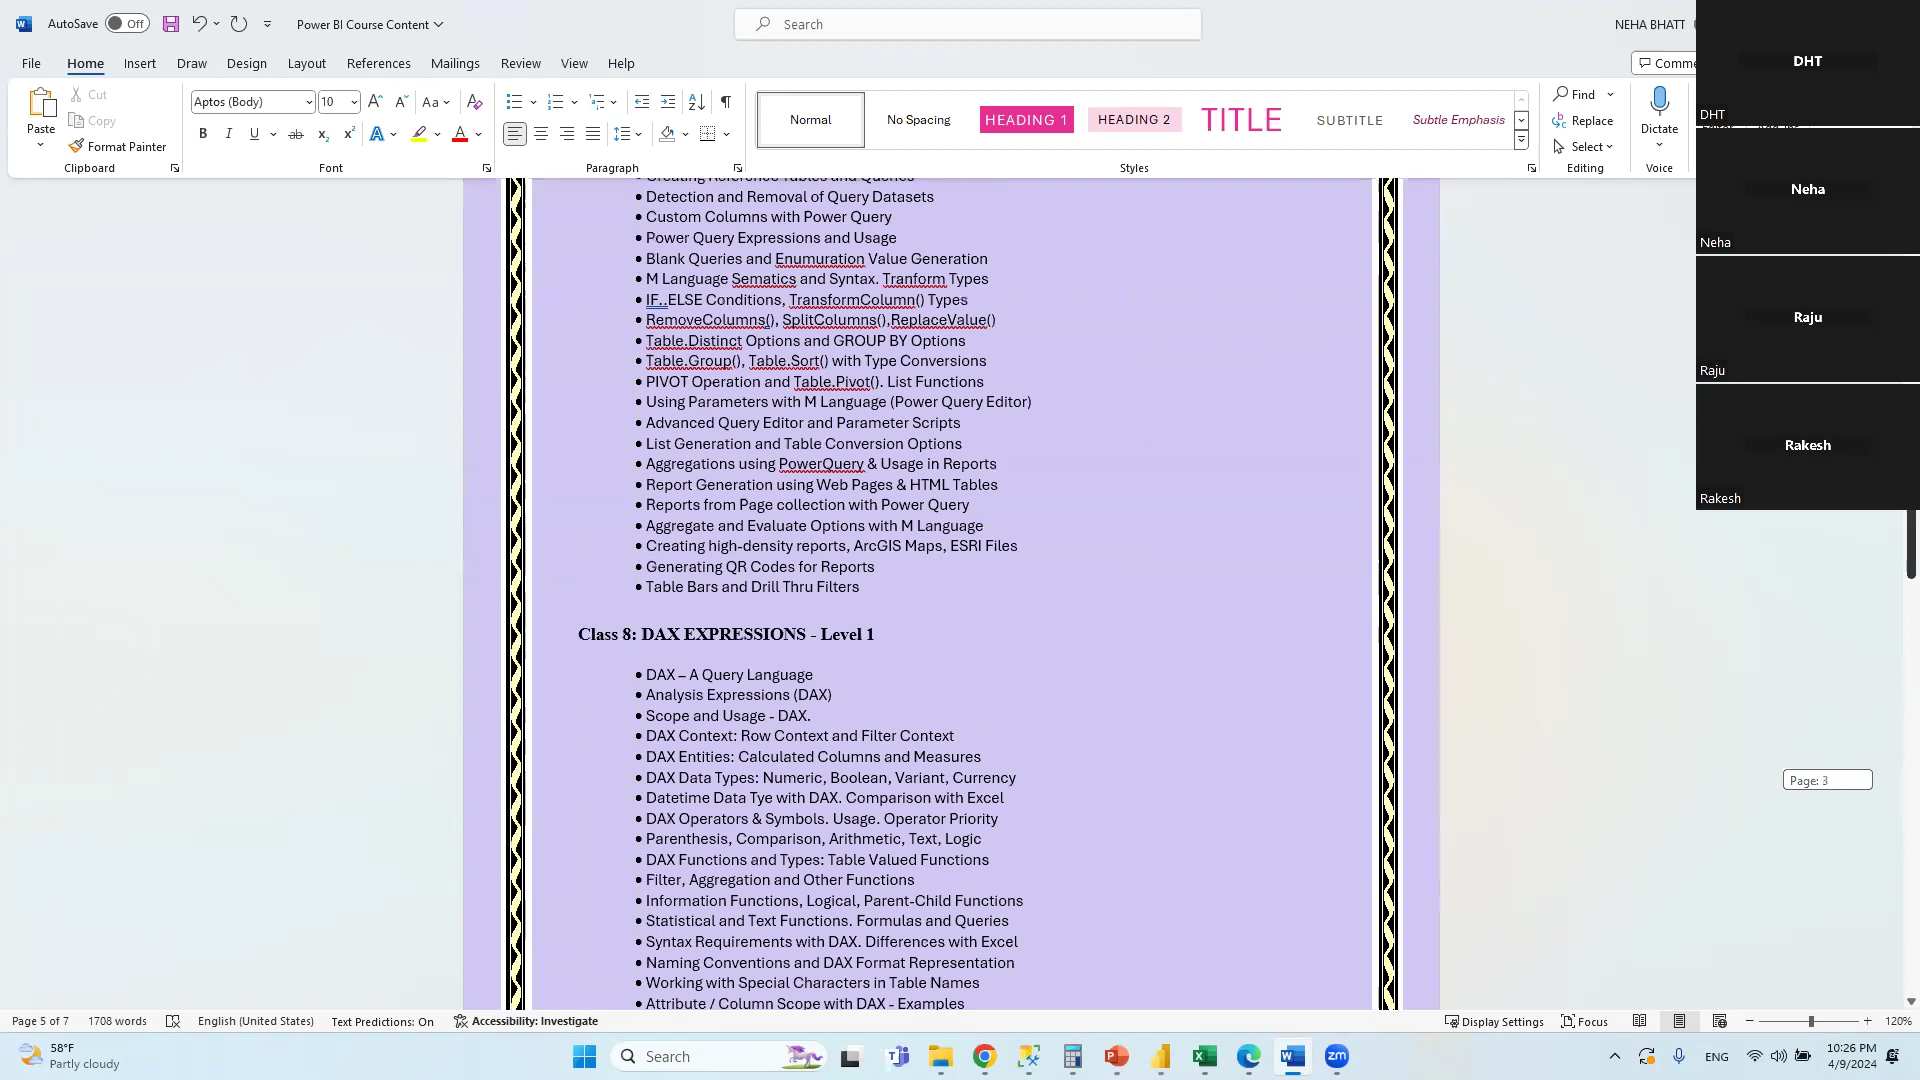 AutoSave Off Power BI Course Content Search NEHA BHATT
File Home Insert Draw Design Layout References Mailings Review View Help
Paste Cut Copy Format Painter
Clipboard
Aptos (Body) 10
Font
Paragraph
Normal No Spacing HEADING 1 HEADING 2 TITLE SUBTITLE Subtle Emphasis
Styles
Find
Replace
Select
Editing
Dictate
Voice
DHT
DHT
Neha
Neha
Raju
Raju
Rakesh
Rakesh
Creating Reference Tables and Queries
• Detection and Removal of Query Datasets
• Custom Columns with Power Query
• Power Query Expressions and Usage
• Blank Queries and Enumuration Value Generation
• M Language Sematics and Syntax. Tranform Types
• IF..ELSE Conditions, TransformColumn() Types
• RemoveColumns(), SplitColumns(),ReplaceValue()
• Table.Distinct Options and GROUP BY Options
• Table.Group(), Table.Sort() with Type Conversions
• PIVOT Operation and Table.Pivot(). List Functions
• Using Parameters with M Language (Power Query Editor)
• Advanced Query Editor and Parameter Scripts
• List Generation and Table Conversion Options
• Aggregations using PowerQuery & Usage in Reports
• Report Generation using Web Pages & HTML Tables
• Reports from Page collection with Power Query
• Aggregate and Evaluate Options with M Language
• Creating high-density reports, ArcGIS Maps, ESRI Files
• Generating QR Codes for Reports
• Table Bars and Drill Thru Filters
Class 8: DAX EXPRESSIONS - Level 1
• DAX – A Query Language
• Analysis Expressions (DAX)
• Scope and Usage - DAX.
• DAX Context: Row Context and Filter Context
• DAX Entities: Calculated Columns and Measures
• DAX Data Types: Numeric, Boolean, Variant, Currency
• Datetime Data Tye with DAX. Comparison with Excel
• DAX Operators & Symbols. Usage. Operator Priority
• Parenthesis, Comparison, Arithmetic, Text, Logic
• DAX Functions and Types: Table Valued Functions
• Filter, Aggregation and Other Functions
• Information Functions, Logical, Parent-Child Functions
• Statistical and Text Functions. Formulas and Queries
• Syntax Requirements with DAX. Differences with Excel
• Naming Conventions and DAX Format Representation
• Working with Special Characters in Table Names
• Attribute / Column Scope with DAX - Examples
Page: 3
Page 5 of 7 1708 words English (United States) Text Predictions: On Accessibility: Investigate Display Settings Focus 120%
58°F
Partly cloudy
Search
ENG
10:26 PM
4/9/2024